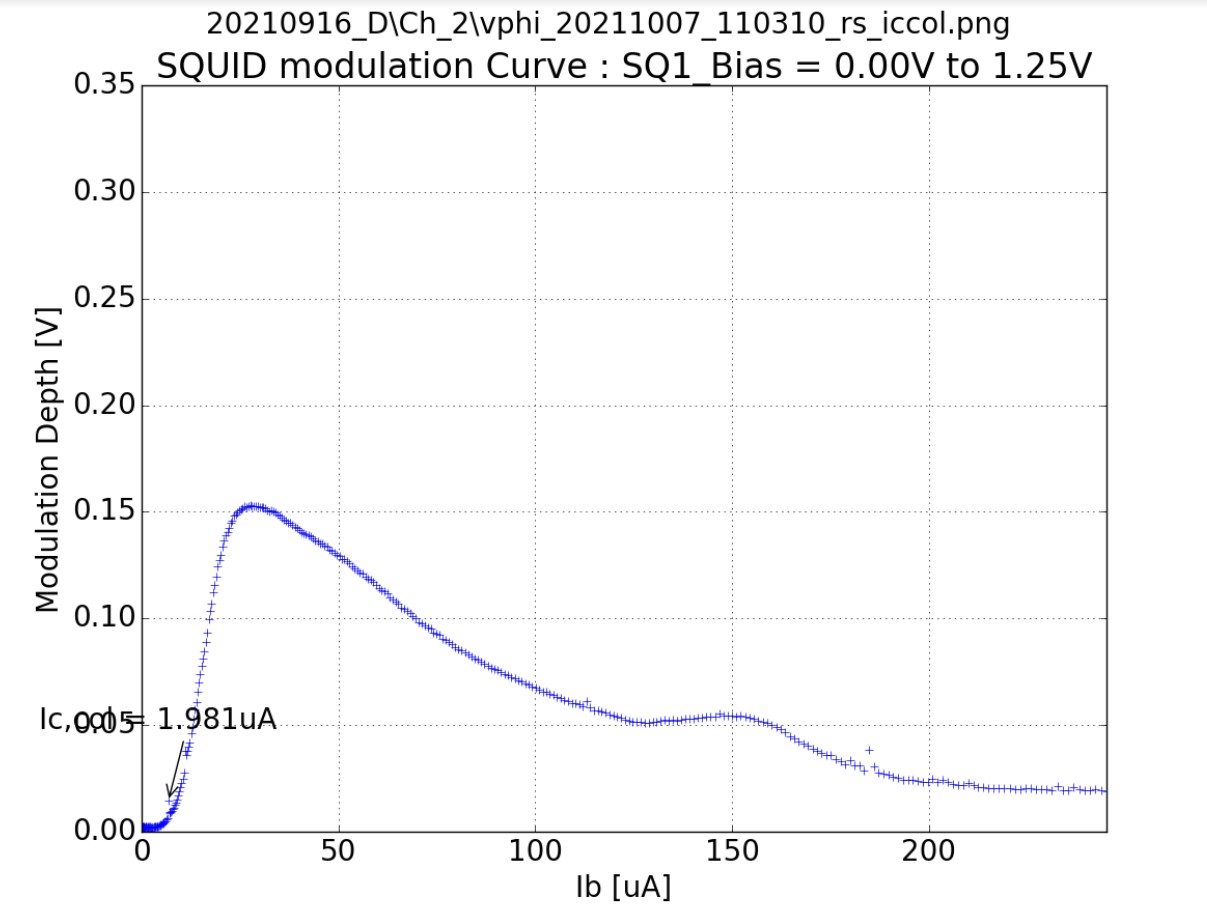 20210916_D\Ch_2\vphi_20211007_110310_rs_iccol.png
SQUID modulation Curve : SQ1_Bias = 0.00V to 1.25V
0.35
0.30
0.25
0.20
0.15
0.10
0.05
0.00
Modulation Depth [V]
Ic,col = 1.981uA
0
50
100
150
200
Ib [uA]